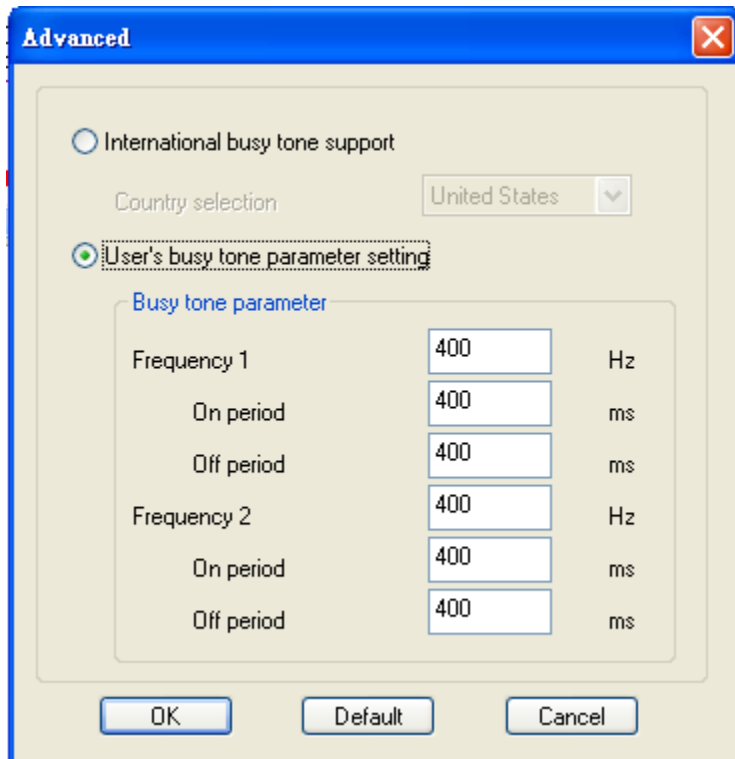 Advanced
International busy tone support
Country selection United States
User's busy tone parameter setting
Busy tone parameter
Frequency 1 400 Hz
On period 400 ms
Off period 400 ms
Frequency 2 400 Hz
On period 400 ms
Off period 400 ms
OK Default Cancel